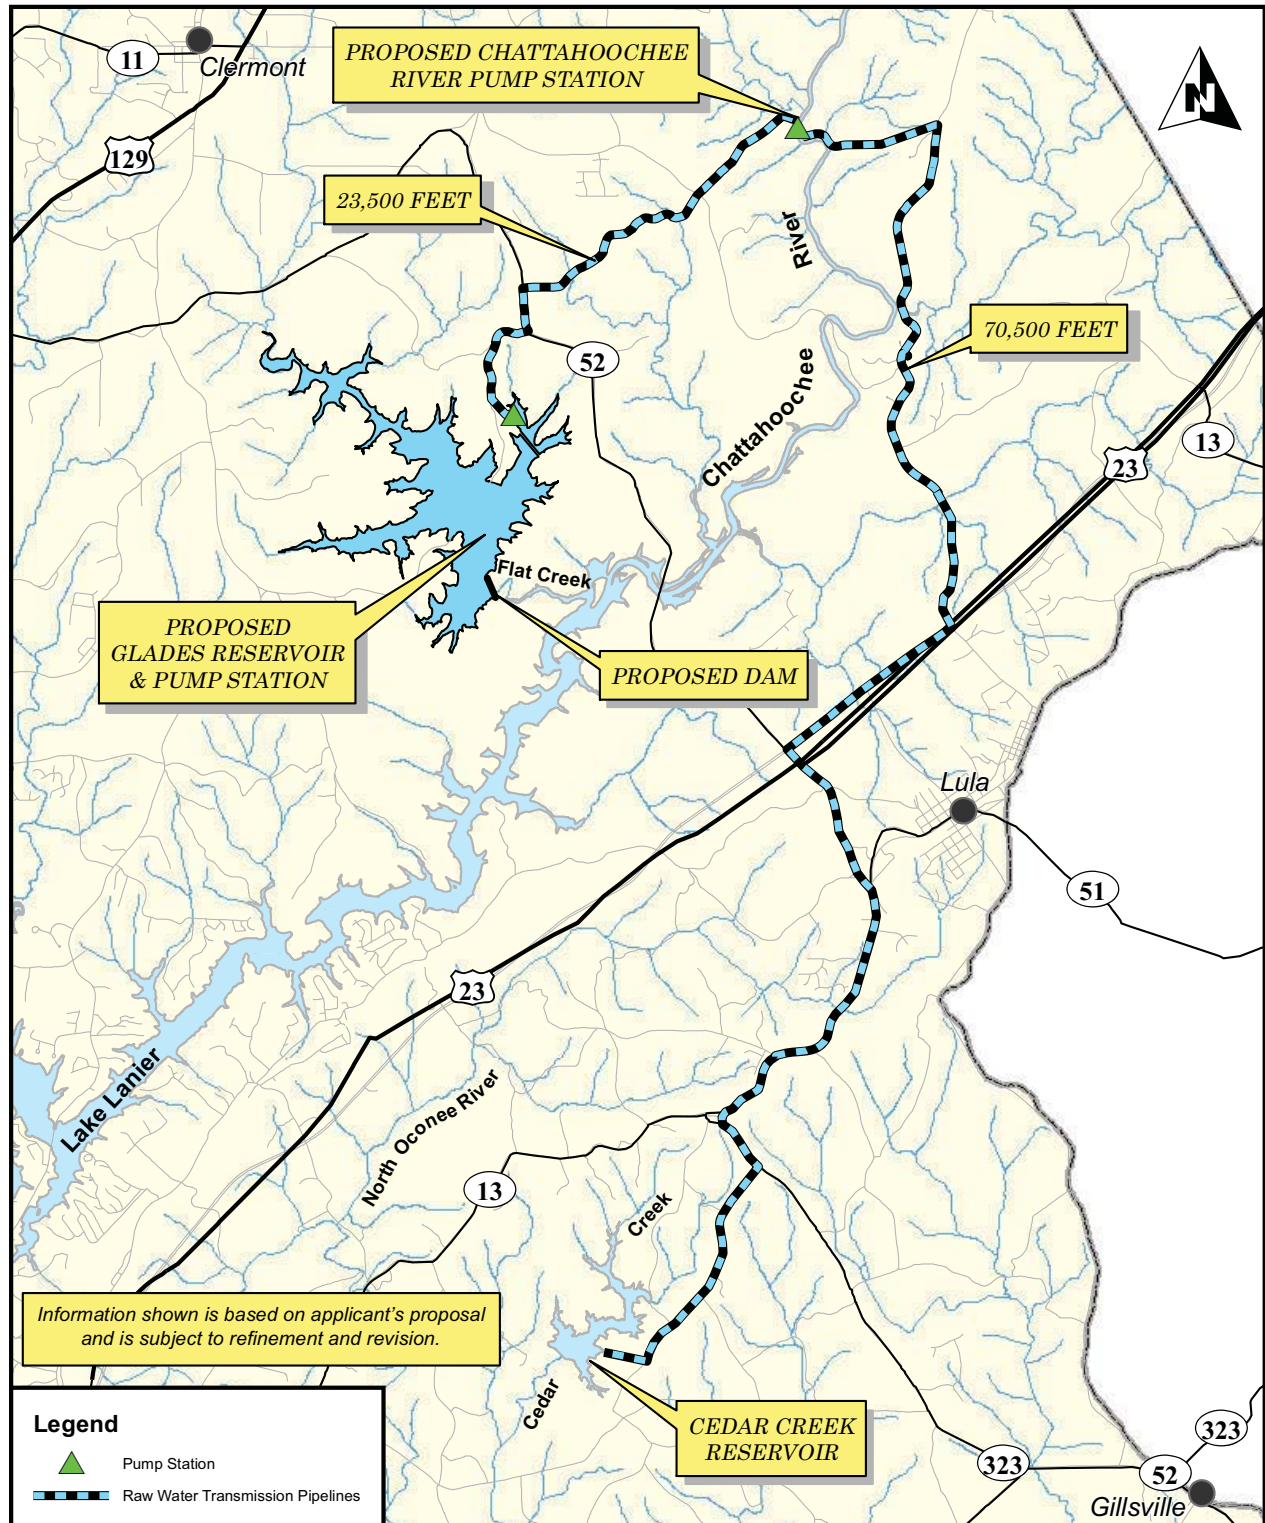 11
Clermont
PROPOSED CHATTAHOOCHEE
RIVER PUMP STATION
N
129
23,500 FEET
River
70,500 FEET
52
Chattahoochee
13
23
Flat Creek
PROPOSED
GLADES RESERVOIR
& PUMP STATION
PROPOSED DAM
Lula
51
23
Lake Lanier
North Oconee River
13
Creek
Information shown is based on applicant's proposal
and is subject to refinement and revision.
Cedar
CEDAR CREEK
RESERVOIR
323
323
52
Gillsville
Legend
Pump Station
Raw Water Transmission Pipelines